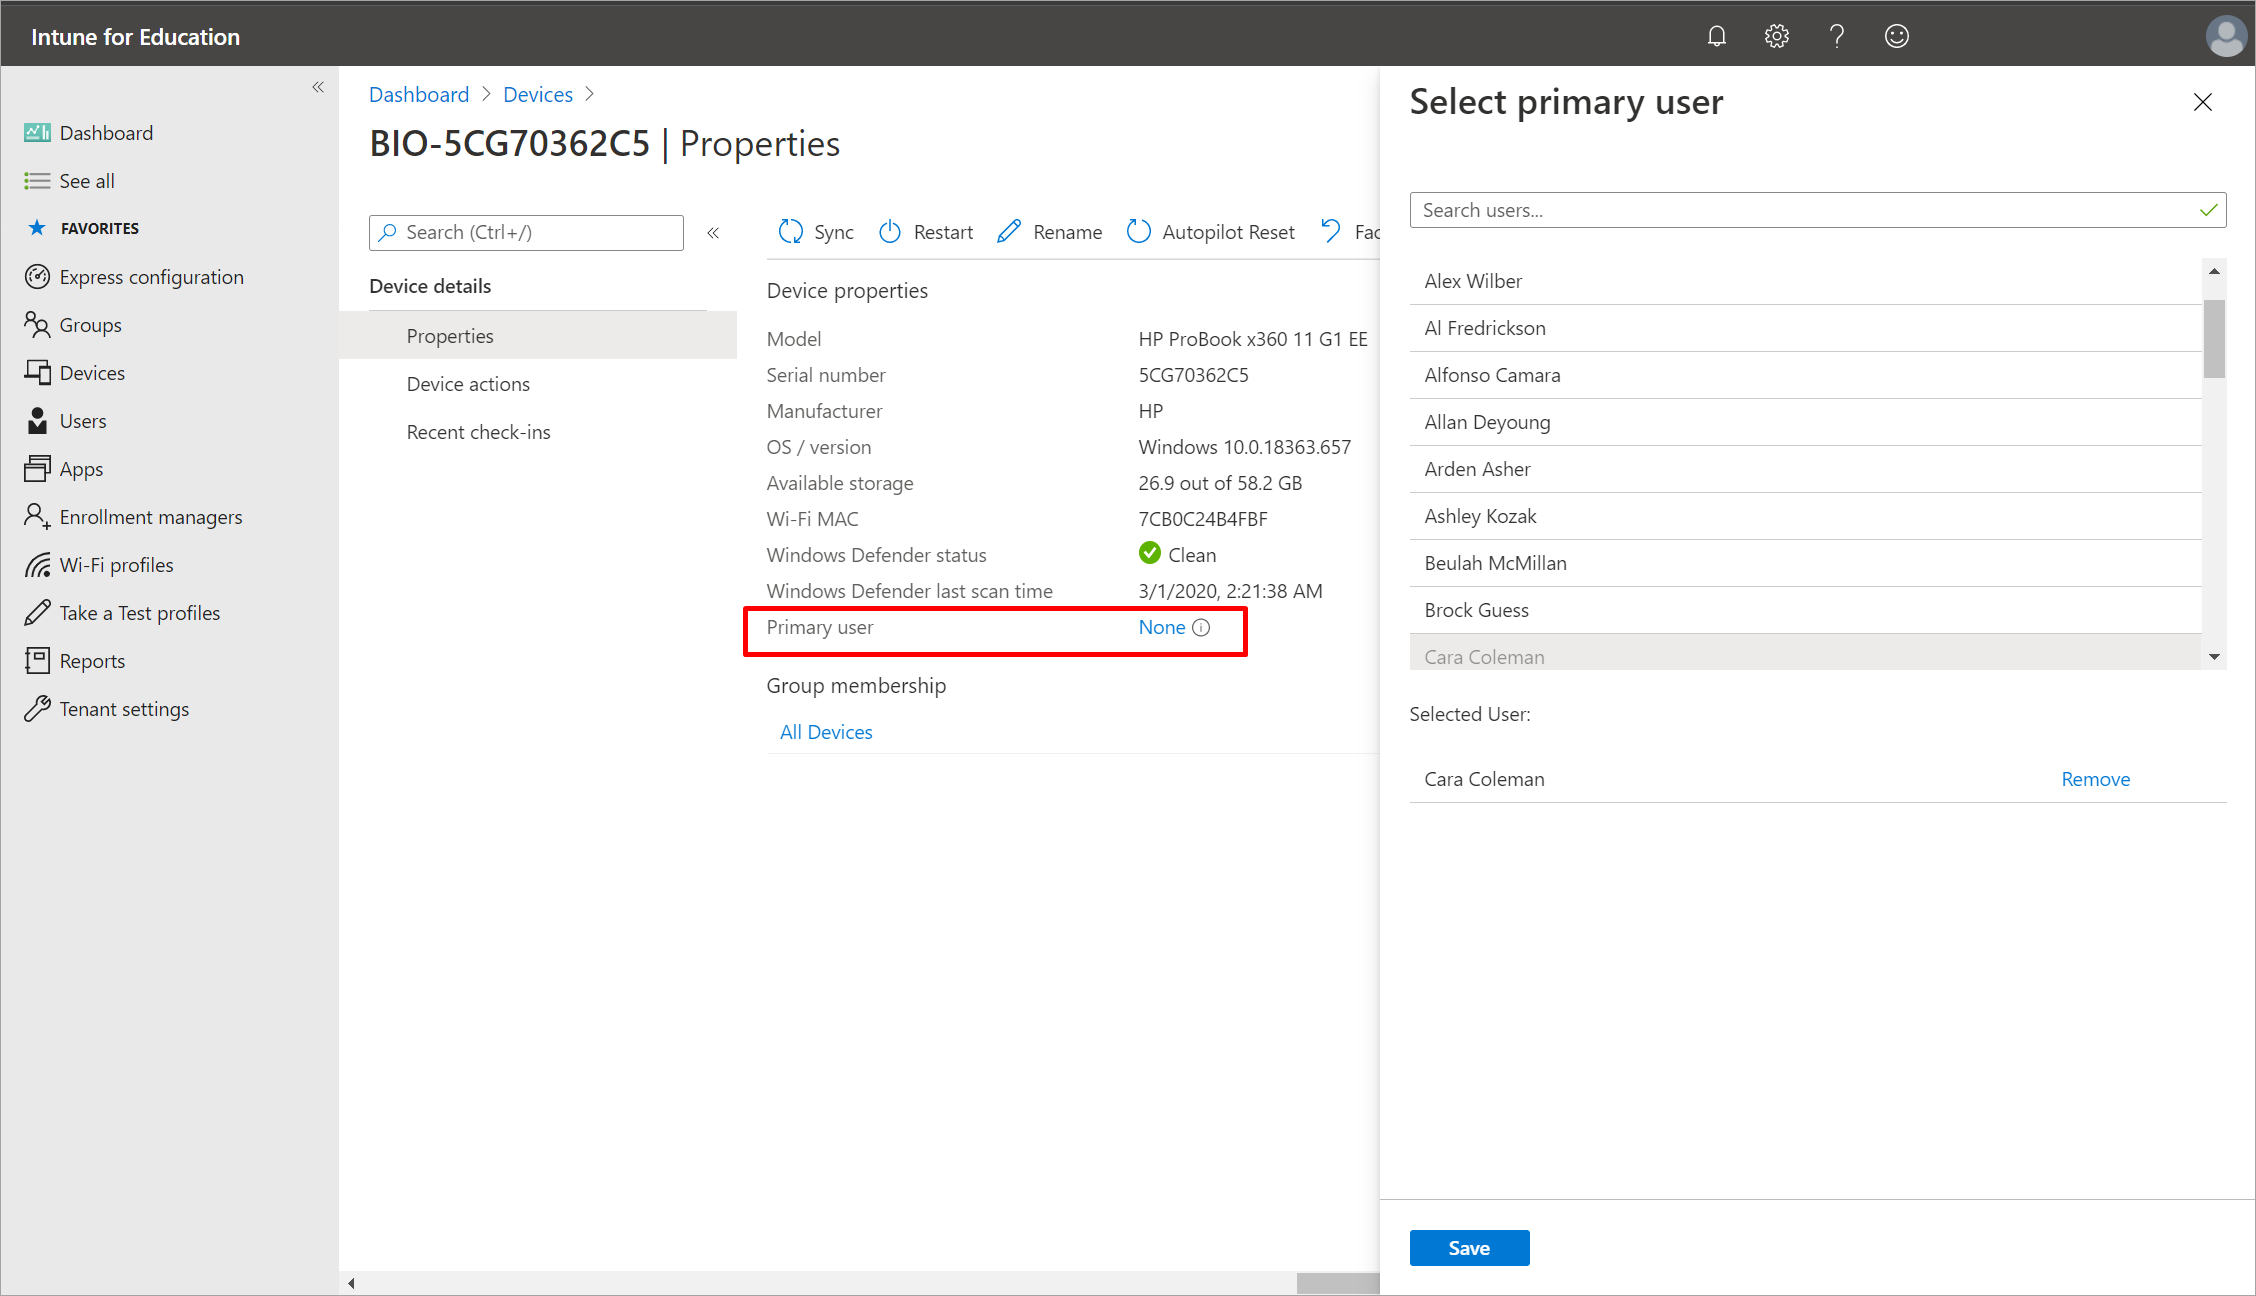 Intune for Education
Dashboard
See all
FAVORITES
Express configuration
Groups
Devices
Users
Apps
Enrollment managers
Wi-Fi profiles
Take a Test profiles
Reports
Tenant settings
Dashboard > Devices >
BIO-5CG70362C5 | Properties
Search (Ctrl+/)
Device details
Properties
Device actions
Recent check-ins
Sync Restart Rename Autopilot Reset Fac
Device properties
Model HP ProBook x360 11 G1 EE
Serial number 5CG70362C5
Manufacturer HP
OS / version Windows 10.0.18363.657
Available storage 26.9 out of 58.2 GB
Wi-Fi MAC 7CB0C24B4FBF
Windows Defender status Clean
Windows Defender last scan time 3/1/2020, 2:21:38 AM
Primary user None
Group membership
All Devices
Select primary user
Search users...
Alex Wilber
Al Fredrickson
Alfonso Camara
Allan Deyoung
Arden Asher
Ashley Kozak
Beulah McMillan
Brock Guess
Cara Coleman
Selected User:
Cara Coleman Remove
Save